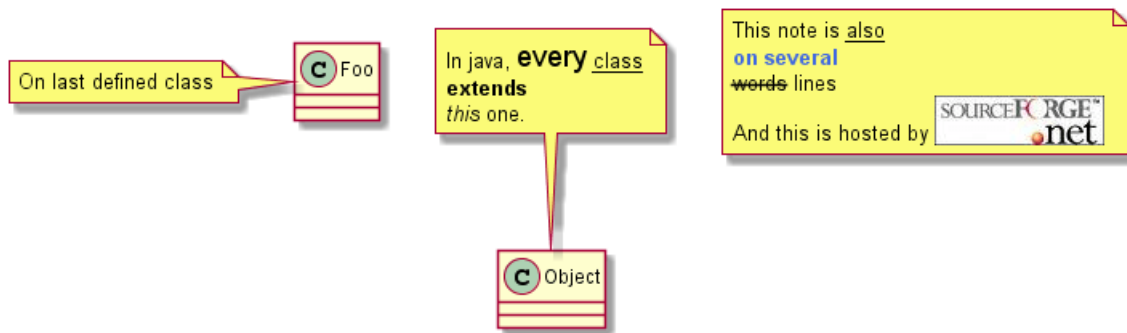 On last defined class
C Foo
In java, every class
extends
this one.
C Object
This note is also
on several
words lines
And this is hosted by SOURCEFORGE™
.net